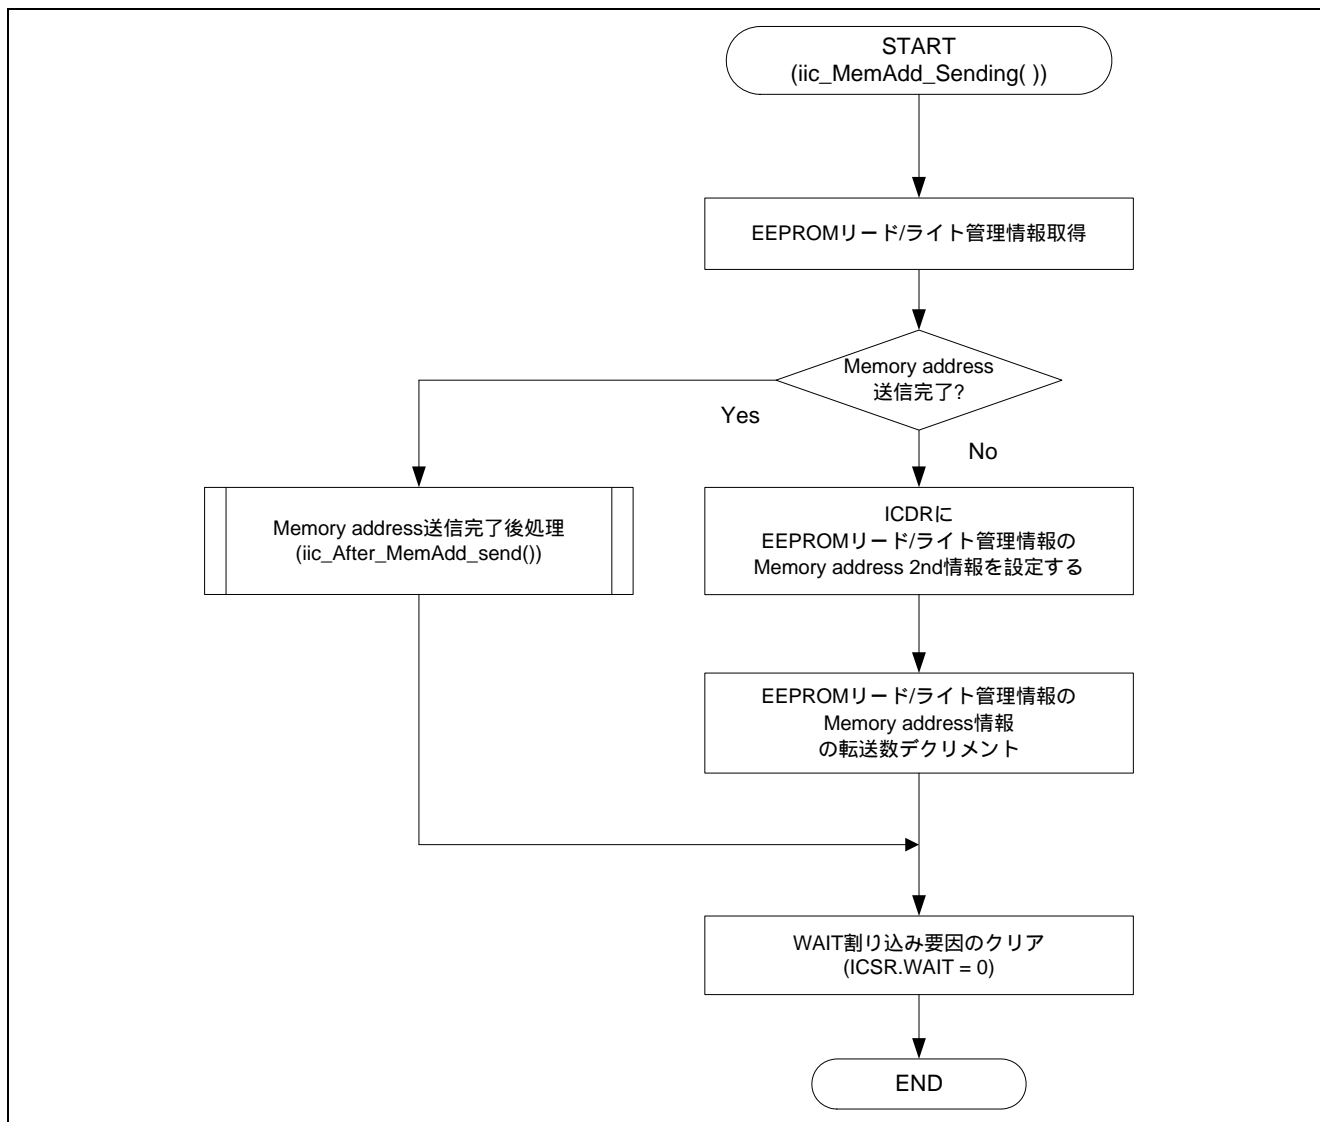 START
(iic_MemAdd_Sending( ))
EEPROMリード/ライト管理情報取得
Memory address
送信完了?
Yes
No
Memory address送信完了後処理
(iic_After_MemAdd_send())
ICDRに
EEPROMリード/ライト管理情報の
Memory address 2nd情報を設定する
EEPROMリード/ライト管理情報の
Memory address情報
の転送数デクリメント
WAIT割り込み要因のクリア
(ICSR.WAIT = 0)
END